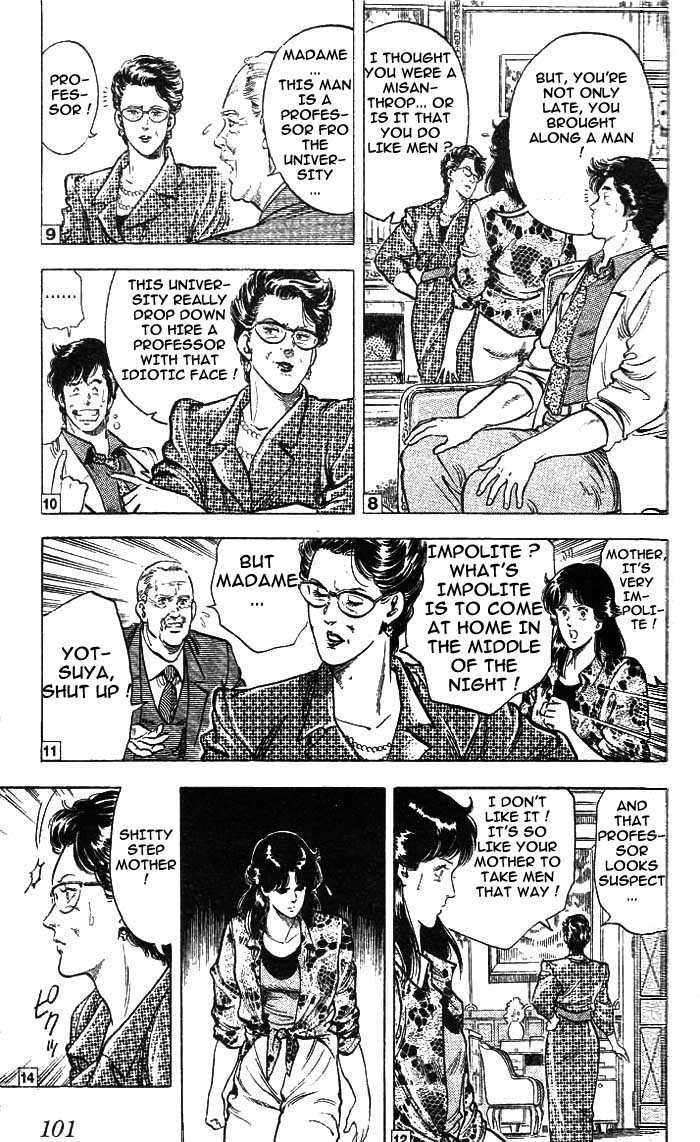 BUT, YOU'RE
NOT ONLY
LATE, YOU
BROUGHT
ALONG A MAN
!
I THOUGHT
YOU WERE A
MISAN-
THROP... OR
IS IT THAT
YOU DO
LIKE MEN ?
8
MADAME
...
THIS MAN
IS A
PROFES-
SOR FRO
THE
UNIVER-
SITY
...
PRO-
FES-
SOR !
9
THIS UNIVER-
SITY REALLY
DROP DOWN
TO HIRE A
PROFESSOR
WITH THAT
IDIOTIC FACE !
......
10
MOTHER,
IT'S
VERY
IM-
POLI-
TE !
IMPOLITE ?
WHAT'S
IMPOLITE
IS TO COME
AT HOME IN
THE MIDDLE
OF THE
NIGHT !
BUT
MADAME
...
YOT-
SUYA,
SHUT UP !
11
AND
THAT
PROFES-
SOR
LOOKS
SUSPECT
...
I DON'T
LIKE IT !
IT'S SO
LIKE YOUR
MOTHER TO
TAKE MEN
THAT WAY !
12
SHITTY
STEP
MOTHER
!
ピクッ
14
101